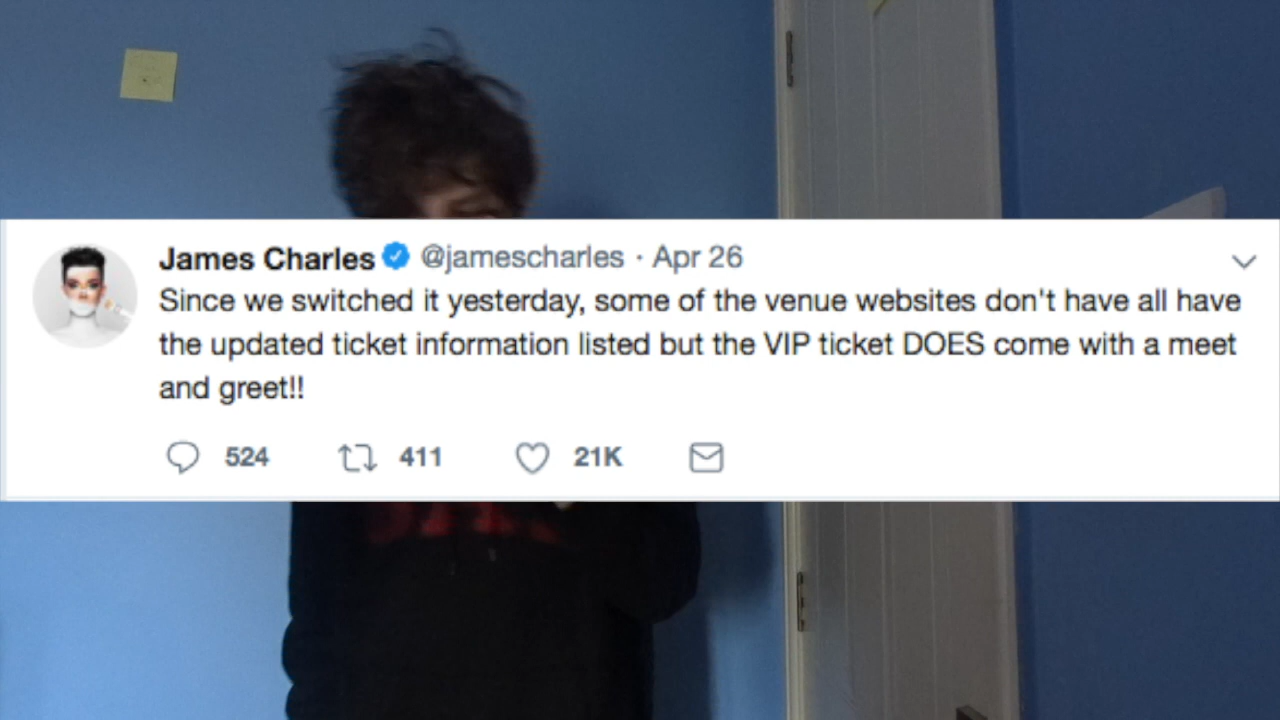 James Charles @jamescharles · Apr 26
Since we switched it yesterday, some of the venue websites don't have all have
the updated ticket information listed but the VIP ticket DOES come with a meet
and greet!!
524 411 21K